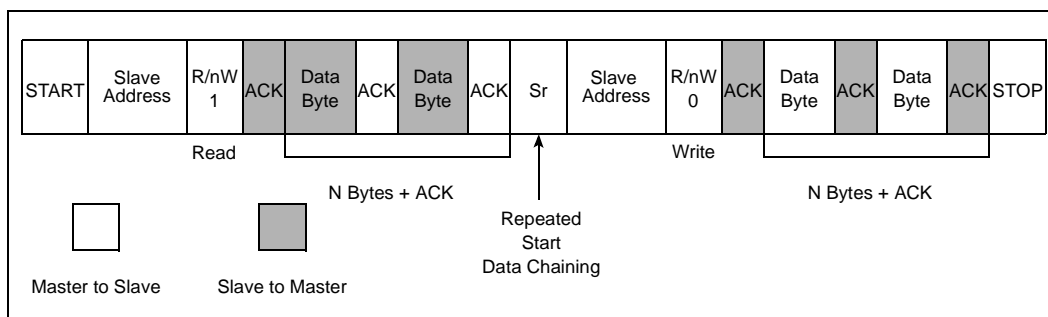 START Slave Address R/nW 1 ACK Data Byte ACK Data Byte ACK Sr Slave Address R/nW 0 ACK Data Byte ACK Data Byte ACK STOP
Read Write
N Bytes + ACK N Bytes + ACK
Repeated
Start
Data Chaining
Master to Slave Slave to Master